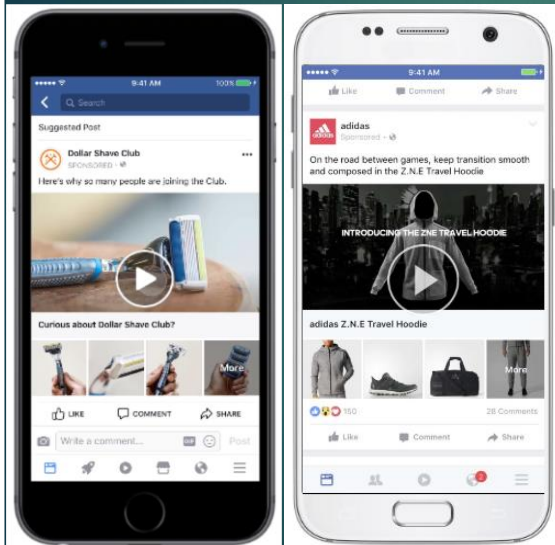 9:41 AM
100%
Search
Suggested Post
Dollar Shave Club
SPONSORED
Here's why so many people are joining the Club.
Curious about Dollar Shave Club?
More
LIKE
COMMENT
SHARE
Write a comment...
GIF
Post
9:41 AM
Like
Comment
Share
adidas
adidas
Sponsored
On the road between games, keep transition smooth
and composed in the Z.N.E Travel Hoodie
INTRODUCING THE ZNE TRAVEL HOODIE
adidas Z.N.E Travel Hoodie
More
150
28 Comments
Like
Comment
Share
2